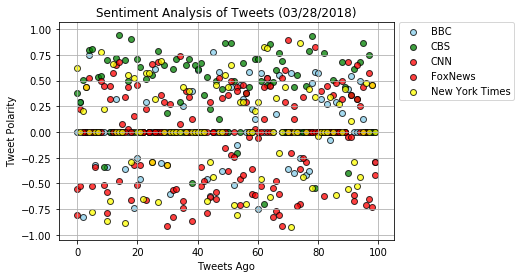 Sentiment Analysis of Tweets (03/28/2018)
1.00
0.75
0.50
0.25
0.00
−0.25
−0.50
−0.75
−1.00
Tweet Polarity
0
20
40
60
80
100
Tweets Ago
BBC
CBS
CNN
FoxNews
New York Times